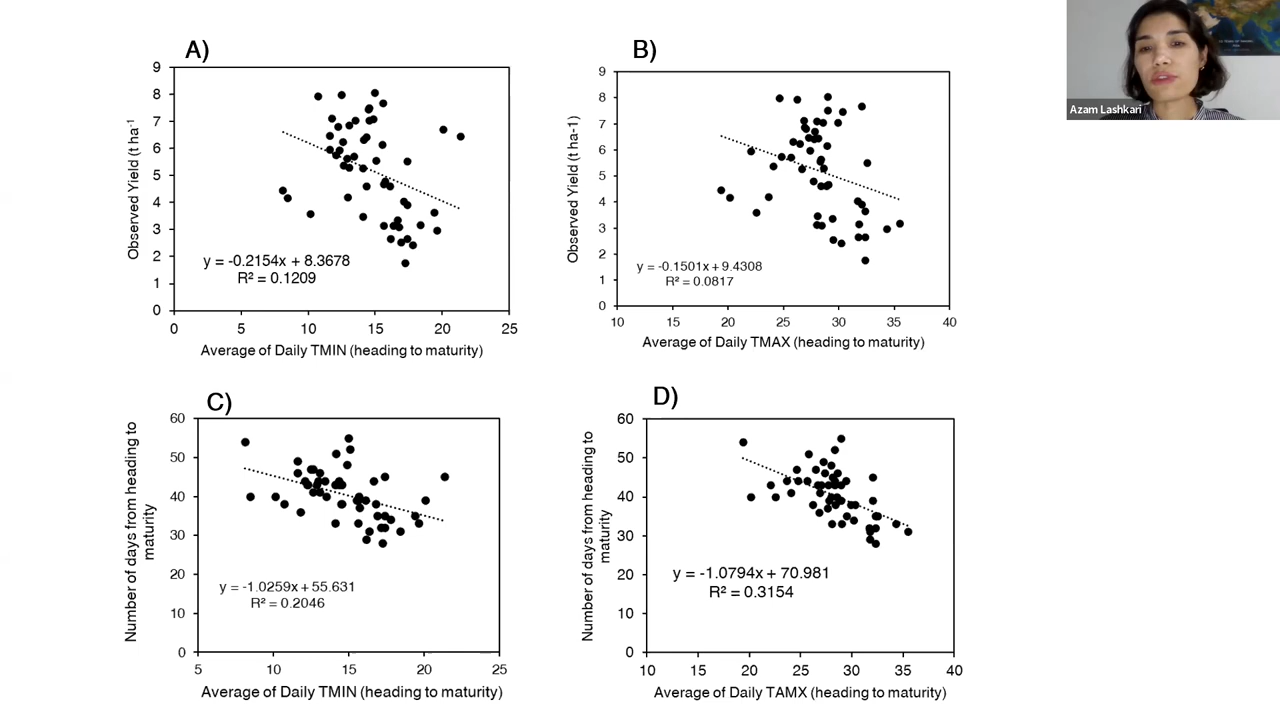 A)
Observed Yield (t ha-1)
9
8
7
6
5
4
3
2
1
0
y = -0.2154x + 8.3678
R² = 0.1209
0 5 10 15 20 25
Average of Daily TMIN (heading to maturity)
B)
Observed Yield (t ha-1)
9
8
7
6
5
4
3
2
1
0
y = -0.1501x + 9.4308
R² = 0.0817
10 15 20 25 30 35 40
Average of Daily TMAX (heading to maturity)
C)
Number of days from heading to
maturity
60
50
40
30
20
10
0
y = -1.0259x + 55.631
R² = 0.2046
5 10 15 20 25
Average of Daily TMIN (heading to maturity)
D)
Number of days from heading to
maturity
60
50
40
30
20
10
0
y = -1.0794x + 70.981
R² = 0.3154
10 15 20 25 30 35 40
Average of Daily TAMX (heading to maturity)
Azam Lashkari